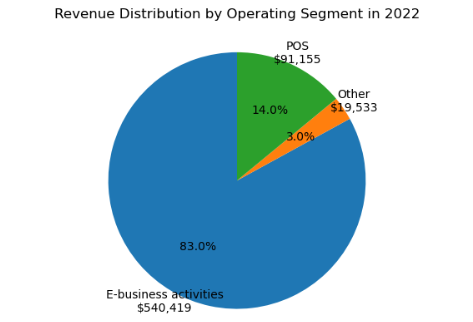 Revenue Distribution by Operating Segment in 2022
POS
$91,155
Other
$19,533
14.0%
3.0%
83.0%
E-business activities
$540,419